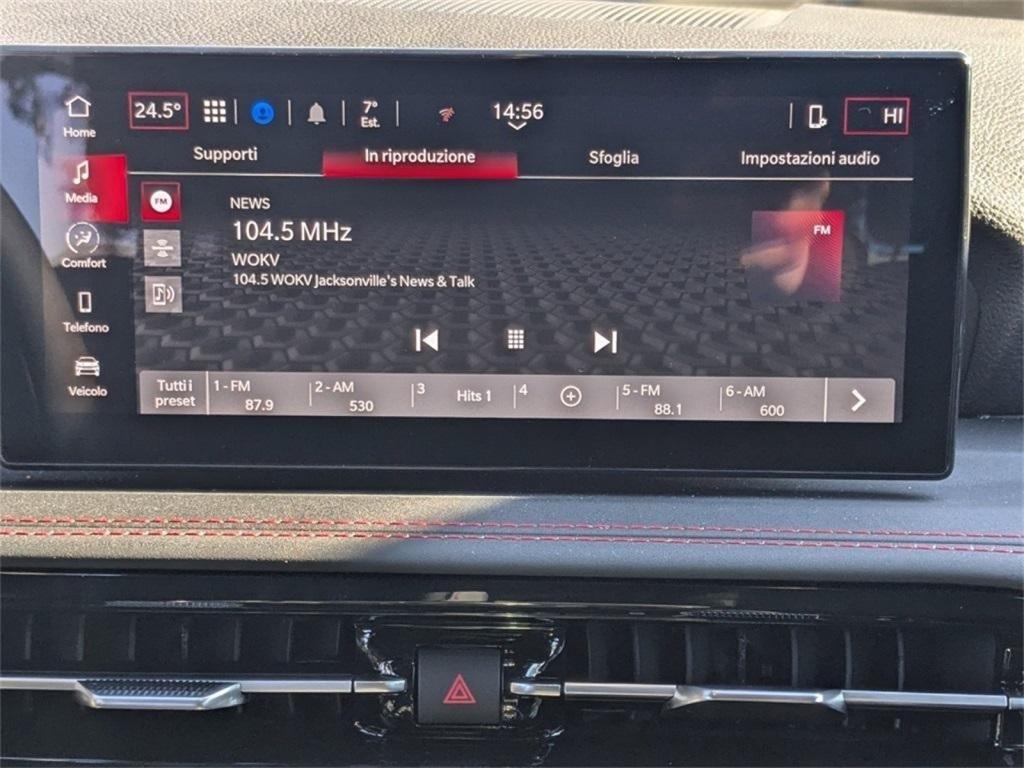 24.5°
7°
Est.
14:56
HI
Home
Media
Comfort
Telefono
Veicolo
Supporti
In riproduzione
Sfoglia
Impostazioni audio
FM
NEWS
104.5 MHz
WOKV
104.5 WOKV Jacksonville's News & Talk
FM
Tutti i
preset
1 - FM
87.9
2 - AM
530
3
Hits 1
4
5 - FM
88.1
6 - AM
600